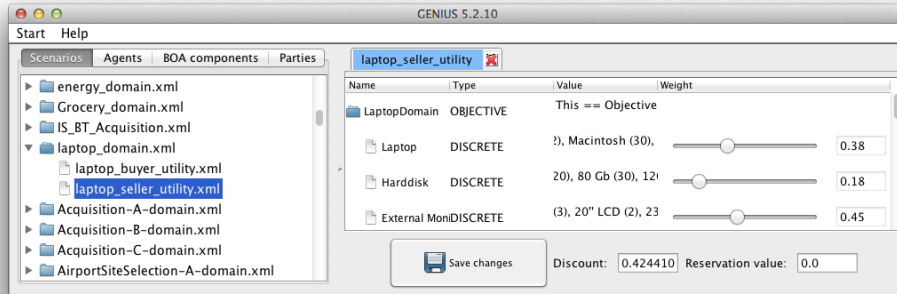 GENIUS 5.2.10
Start Help
Scenarios Agents BOA components Parties
energy_domain.xml
Grocery_domain.xml
IS_BT_Acquisition.xml
laptop_domain.xml
laptop_buyer_utility.xml
laptop_seller_utility.xml
Acquisition-A-domain.xml
Acquisition-B-domain.xml
Acquisition-C-domain.xml
AirportSiteSelection-A-domain.xml
laptop_seller_utility
Name Type Value Weight
LaptopDomain OBJECTIVE This == Objective
Laptop DISCRETE !), Macintosh (30), 0.38
Harddisk DISCRETE 20), 80 Gb (30), 12 0.18
External Moni DISCRETE (3), 20" LCD (2), 23 0.45
Save changes Discount: 0.424410 Reservation value: 0.0